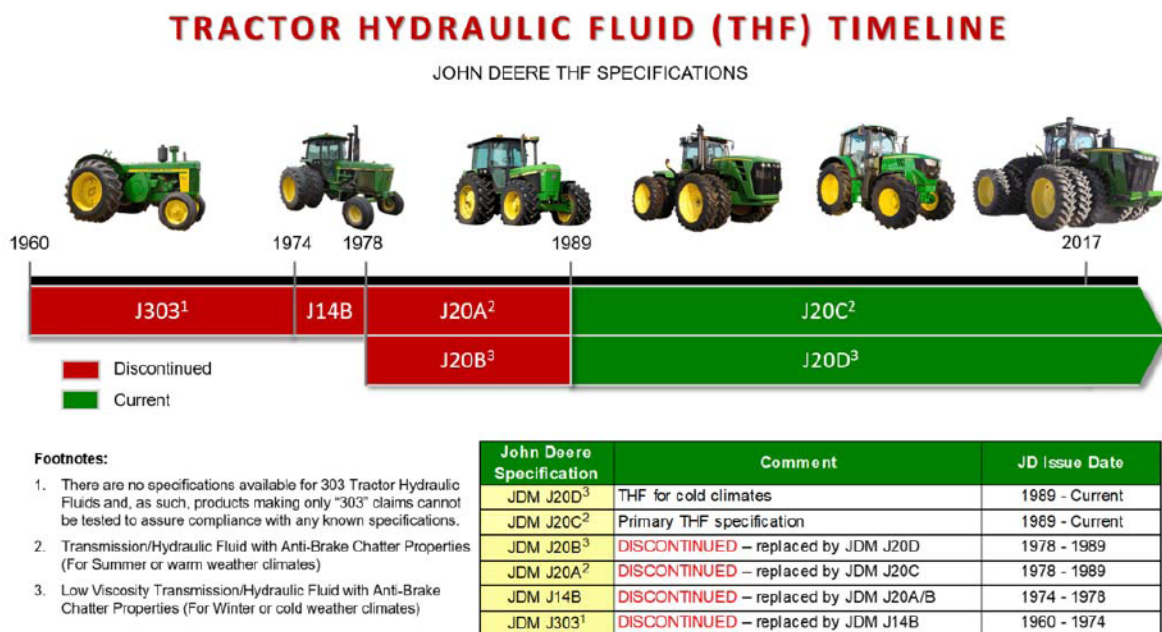 TRACTOR HYDRAULIC FLUID (THF) TIMELINE
JOHN DEERE THF SPECIFICATIONS
1960 1974 1978 1989 2017
J303¹ J14B J20A² J20C²
J20B³ J20D³
Discontinued
Current
Footnotes:
1. There are no specifications available for 303 Tractor Hydraulic
Fluids and, as such, products making only "303" claims cannot
be tested to assure compliance with any known specifications.
2. Transmission/Hydraulic Fluid with Anti-Brake Chatter Properties
(For Summer or warm weather climates)
3. Low Viscosity Transmission/Hydraulic Fluid with Anti-Brake
Chatter Properties (For Winter or cold weather climates)
John Deere
Specification Comment JD Issue Date
JDM J20D³ THF for cold climates 1989 - Current
JDM J20C² Primary THF specification 1989 - Current
JDM J20B³ DISCONTINUED – replaced by JDM J20D 1978 - 1989
JDM J20A² DISCONTINUED – replaced by JDM J20C 1978 - 1989
JDM J14B DISCONTINUED – replaced by JDM J20A/B 1974 - 1978
JDM J303¹ DISCONTINUED – replaced by JDM J14B 1960 - 1974